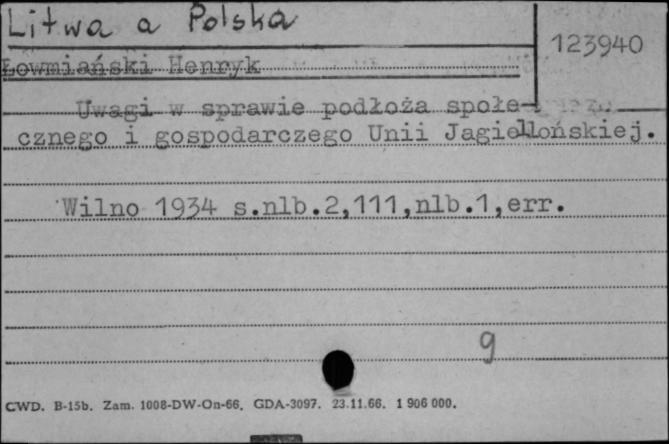 Litwa a Polska
123940
Łowmiański Henryk
Uwagi w sprawie podłoża społe-
cznego i gospodarczego Unii Jagiellońskiej.
Wilno 1934 s.nlb.2,111,nlb.1,err.
9
CWD. B-15b. Zam. 1008-DW-On-66. GDA-3097. 23.11.66. 1 906 000.